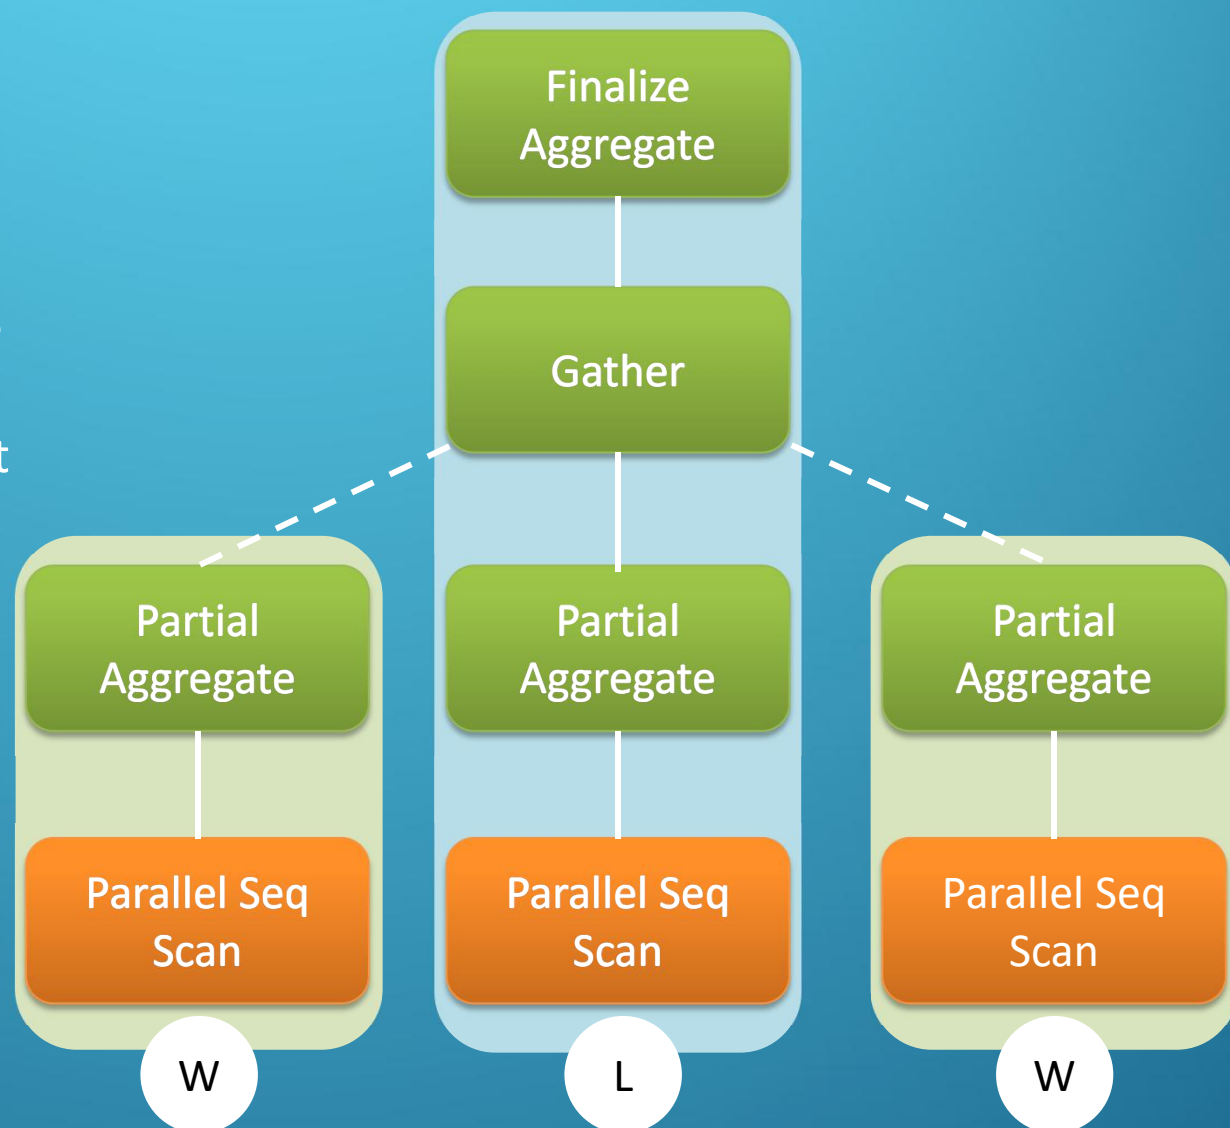 Finalize
Aggregate
Gather
t
Partial
Aggregate
Partial
Aggregate
Partial
Aggregate
Parallel Seq
Scan
Parallel Seq
Scan
Parallel Seq
Scan
W
L
W